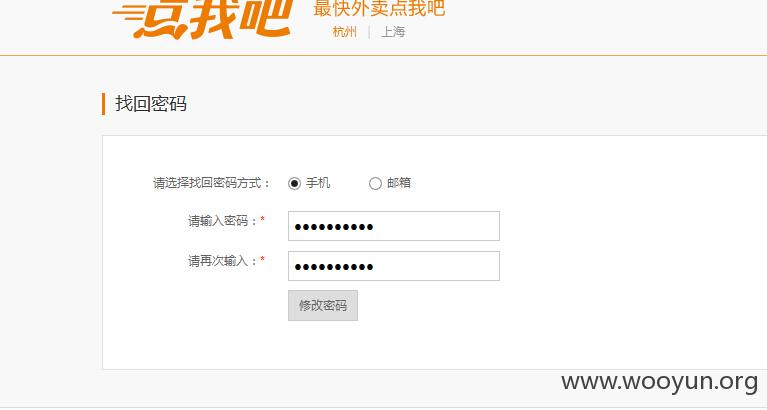 点我吧
最快外卖点我吧
杭州 | 上海
找回密码
请选择找回密码方式： 手机 邮箱
请输入密码：* ••••••••••
请再次输入：* ••••••••••
修改密码
www.wooyun.org